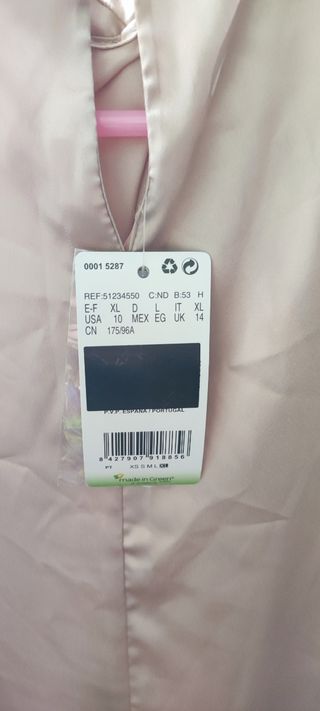 0001 5287
REF:51234550 C:ND B:53 H
E-F XL D L IT XL
USA 10 MEX EG UK 14
CN 175/96A
P.V.P. ESPAÑA / PORTUGAL
8 427907 918856
PT XS S M L XL
made in Green